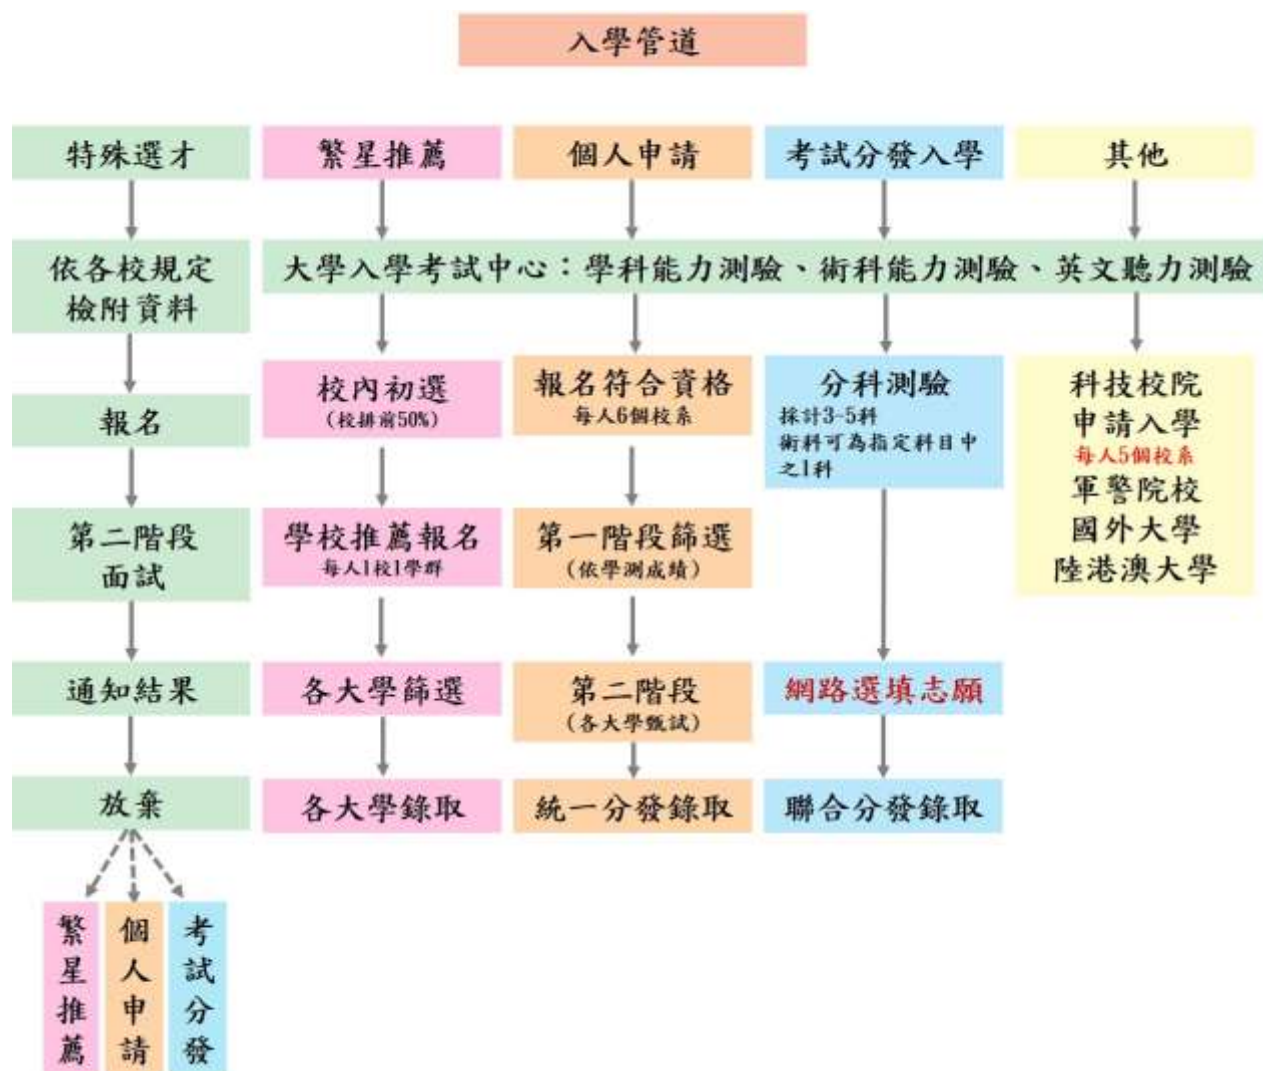 入學管道
特殊選才
繁星推薦
個人申請
考試分發入學
其他
依各校規定
檢附資料
大學入學考試中心：學科能力測驗、術科能力測驗、英文聽力測驗
報名
校內初選
(校排前50%)
報名符合資格
每人6個校系
分科測驗
採計3-5科
術科可為指定科目中
之1科
科技校院
申請入學
每人5個校系
軍警院校
國外大學
陸港澳大學
第二階段
面試
學校推薦報名
每人1校1學群
第一階段篩選
(依學測成績)
通知結果
各大學篩選
第二階段
(各大學甄試)
網路選填志願
放棄
各大學錄取
統一分發錄取
聯合分發錄取
繁星推薦
個人申請
考試分發